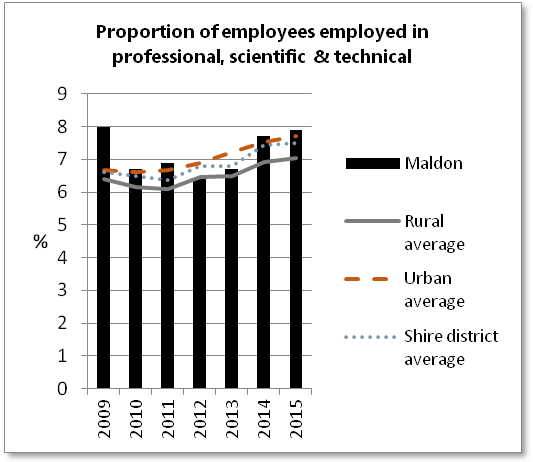 Proportion of employees employed in
professional, scientific & technical
9
8
7
6
5
4
3
2
1
0
%
2009
2010
2011
2012
2013
2014
2015
Maldon
Rural
average
Urban
average
Shire district
average